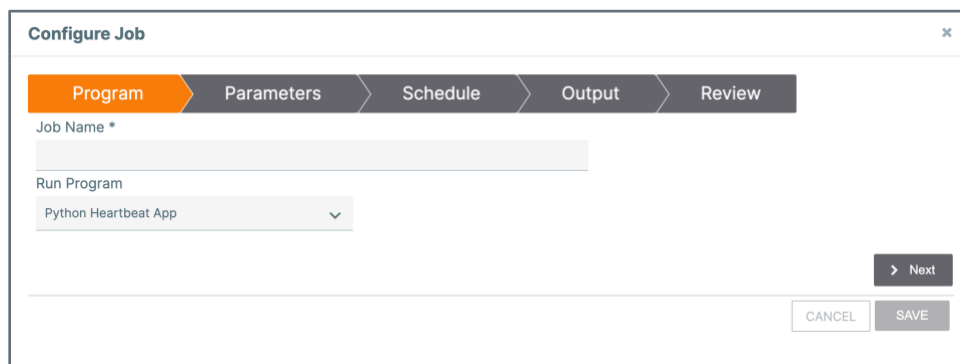 Configure Job
Program Parameters Schedule Output Review
Job Name *
Run Program
Python Heartbeat App
Next
CANCEL SAVE